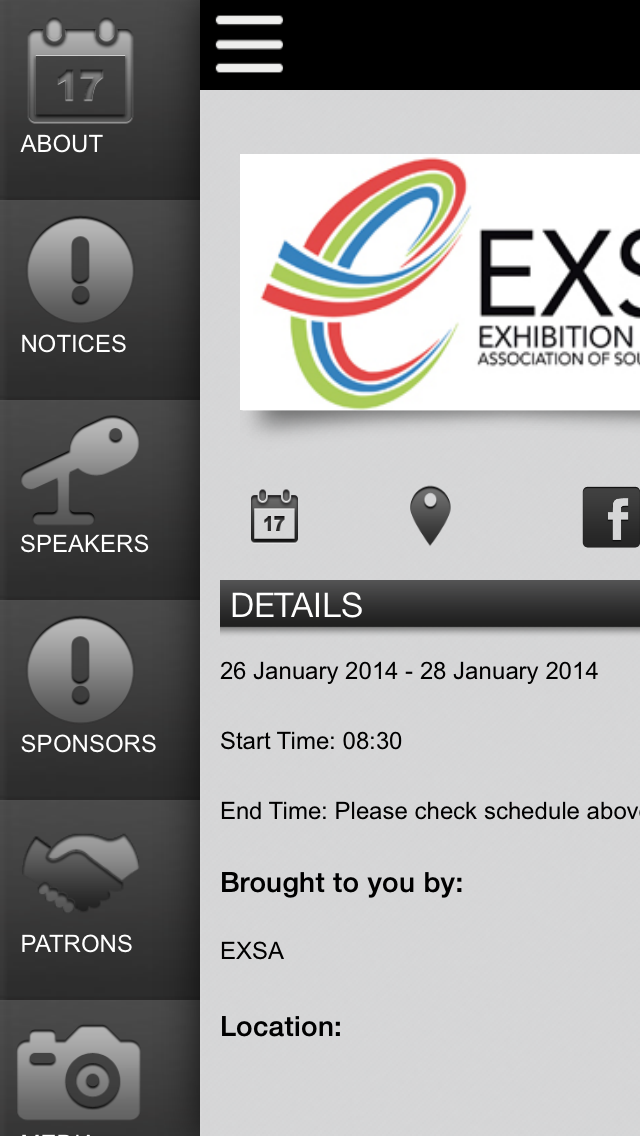 17
ABOUT
NOTICES
SPEAKERS
SPONSORS
PATRONS
EXS
EXHIBITION
ASSOCIATION OF SOU
17
f
DETAILS
26 January 2014 - 28 January 2014
Start Time: 08:30
End Time: Please check schedule above
Brought to you by:
EXSA
Location: